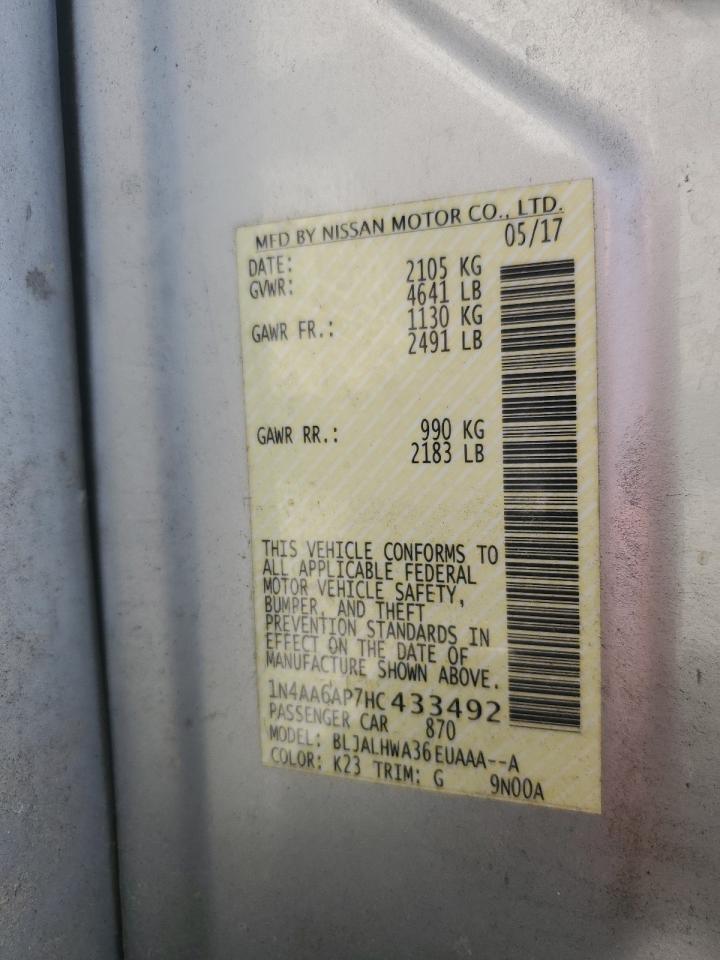 MFD BY NISSAN MOTOR CO., LTD.
DATE: 05/17
GVWR: 2105 KG
4641 LB
GAWR FR.: 1130 KG
2491 LB
GAWR RR.: 990 KG
2183 LB
THIS VEHICLE CONFORMS TO
ALL APPLICABLE FEDERAL
MOTOR VEHICLE SAFETY,
BUMPER, AND THEFT
PREVENTION STANDARDS IN
EFFECT ON THE DATE OF
MANUFACTURE SHOWN ABOVE.
1N4AA6AP7HC433492
PASSENGER CAR 870
MODEL: BLJALHWA36EUAAA--A
COLOR: K23 TRIM: G 9N00A